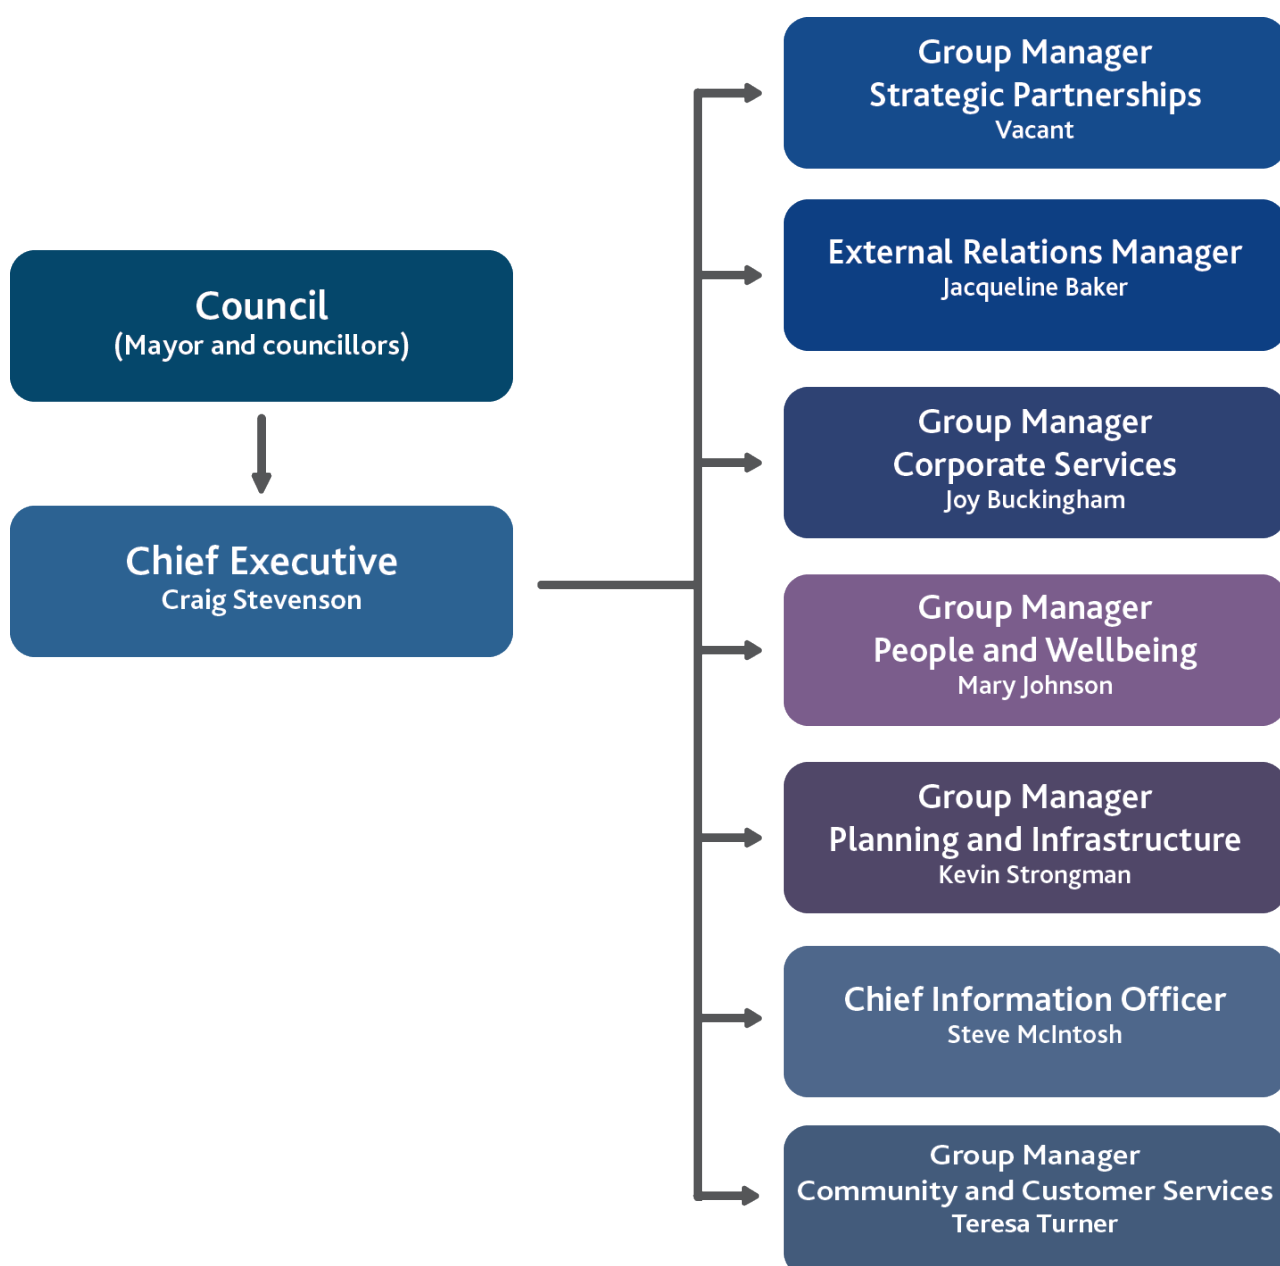 Council
(Mayor and councillors)
Chief Executive
Craig Stevenson
Group Manager
Strategic Partnerships
Vacant
External Relations Manager
Jacqueline Baker
Group Manager
Corporate Services
Joy Buckingham
Group Manager
People and Wellbeing
Mary Johnson
Group Manager
Planning and Infrastructure
Kevin Strongman
Chief Information Officer
Steve McIntosh
Group Manager
Community and Customer Services
Teresa Turner